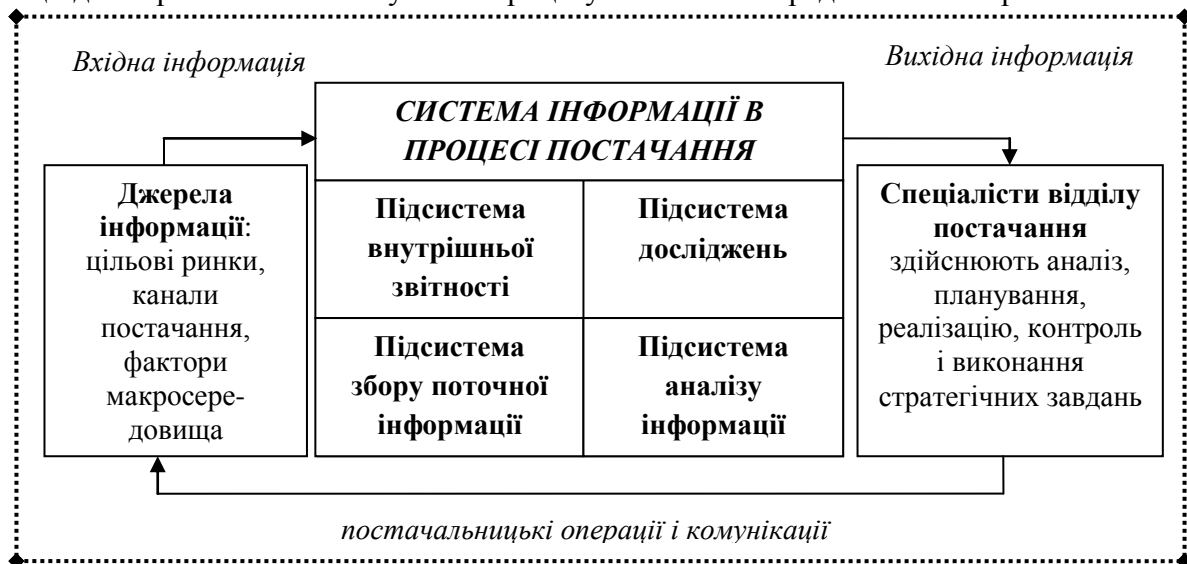 Вхідна інформація
Вихідна інформація
СИСТЕМА ІНФОРМАЦІЇ В
ПРОЦЕСІ ПОСТАЧАННЯ
Джерела
інформації:
цільові ринки,
канали
постачання,
фактори
макросере-
довища
Підсистема
внутрішньої
звітності
Підсистема
досліджень
Підсистема
збору поточної
інформації
Підсистема
аналізу
інформації
Спеціалісти відділу
постачання
здійснюють аналіз,
планування,
реалізацію, контроль
і виконання
стратегічних завдань
постачальницькі операції і комунікації